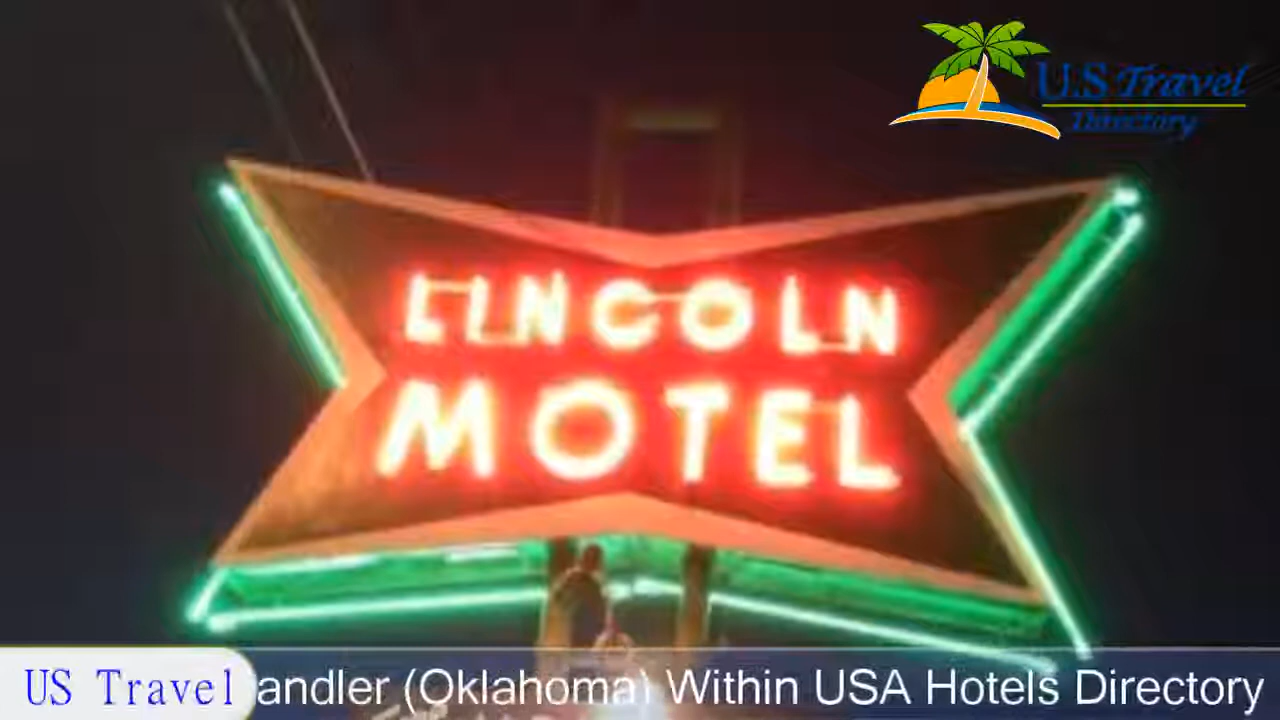 U.S Travel
Directory
LINCOLN
MOTEL
US Travel
andler (Oklahoma) Within USA Hotels Directory